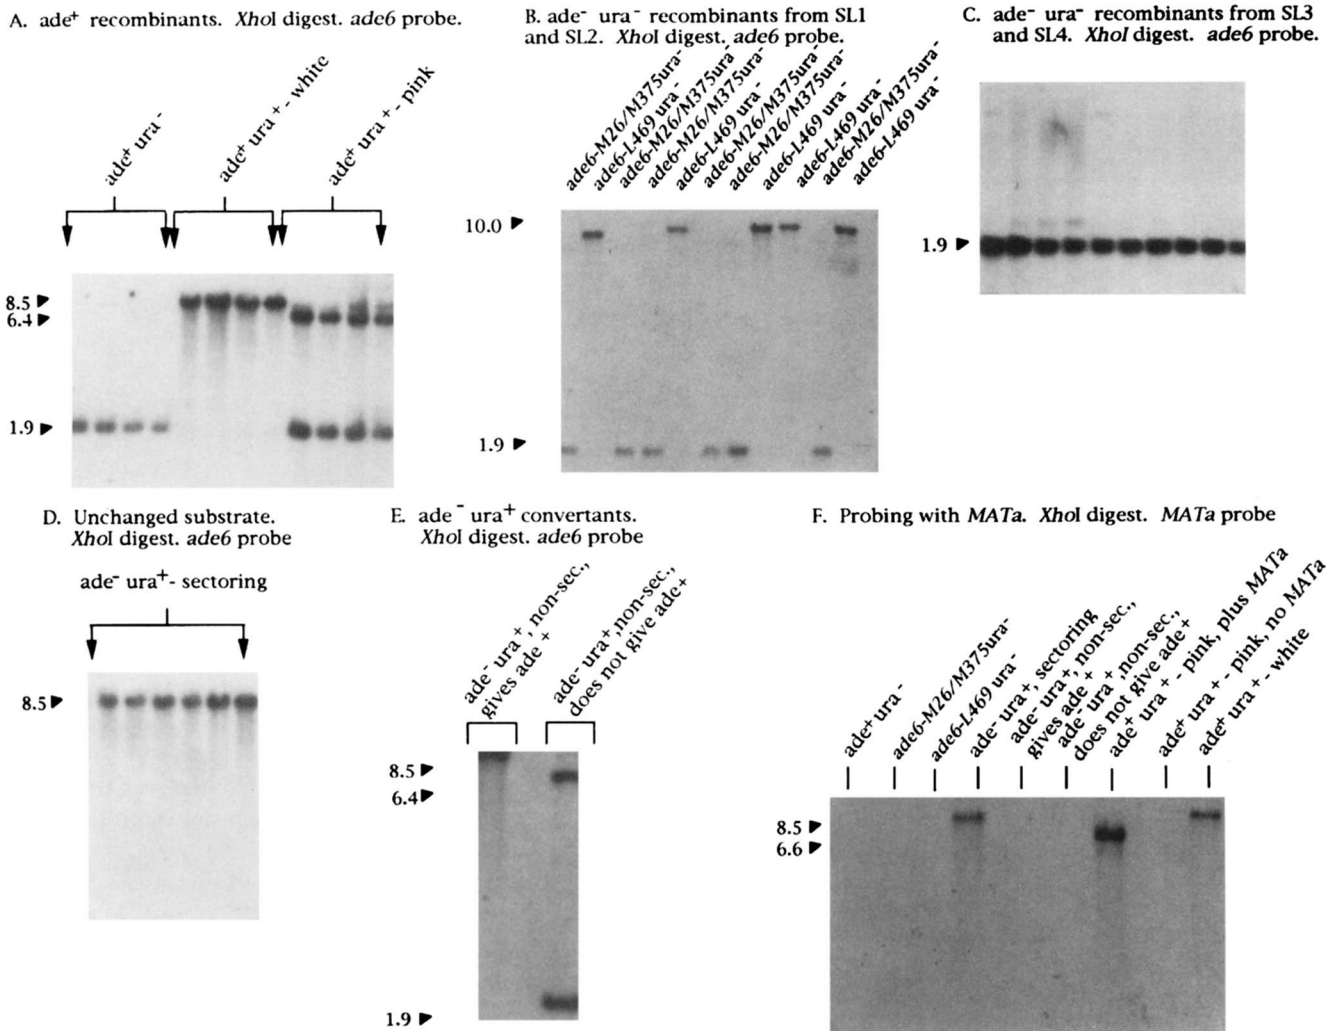 A. ade+ recombinants. XhoI digest. ade6 probe.
ade+ ura-
ade+ ura+- white
ade+ ura+- pink
8.5
6.4
1.9
B. ade- ura- recombinants from SL1
and SL2. XhoI digest. ade6 probe.
ade6-M26/M375ura-
ade6-L469 ura-
ade6-M26/M375ura-
ade6-M26/M375ura-
ade6-L469 ura-
ade6-M26/M375ura-
ade6-M26/M375ura-
ade6-L469 ura-
ade6-L469 ura-
ade6-M26/M375ura-
ade6-L469 ura-
10.0
1.9
C. ade- ura- recombinants from SL3
and SL4. XhoI digest. ade6 probe.
1.9
D. Unchanged substrate.
XhoI digest. ade6 probe
ade- ura+- sectoring
8.5
E. ade- ura+ convertants.
XhoI digest. ade6 probe
ade- ura+, non-sec.,
gives ade+
ade- ura+, non-sec.,
does not give ade+
8.5
6.4
1.9
F. Probing with MATa. XhoI digest. MATa probe
ade+ ura-
ade6-M26/M375ura-
ade6-L469 ura-
ade- ura+, sectoring
ade- ura+, non-sec.,
gives ade+
ade- ura+, non-sec.,
does not give ade+
ade+ ura+- pink, plus MATa
ade+ ura+- pink, no MATa
ade+ ura+- white
8.5
6.6